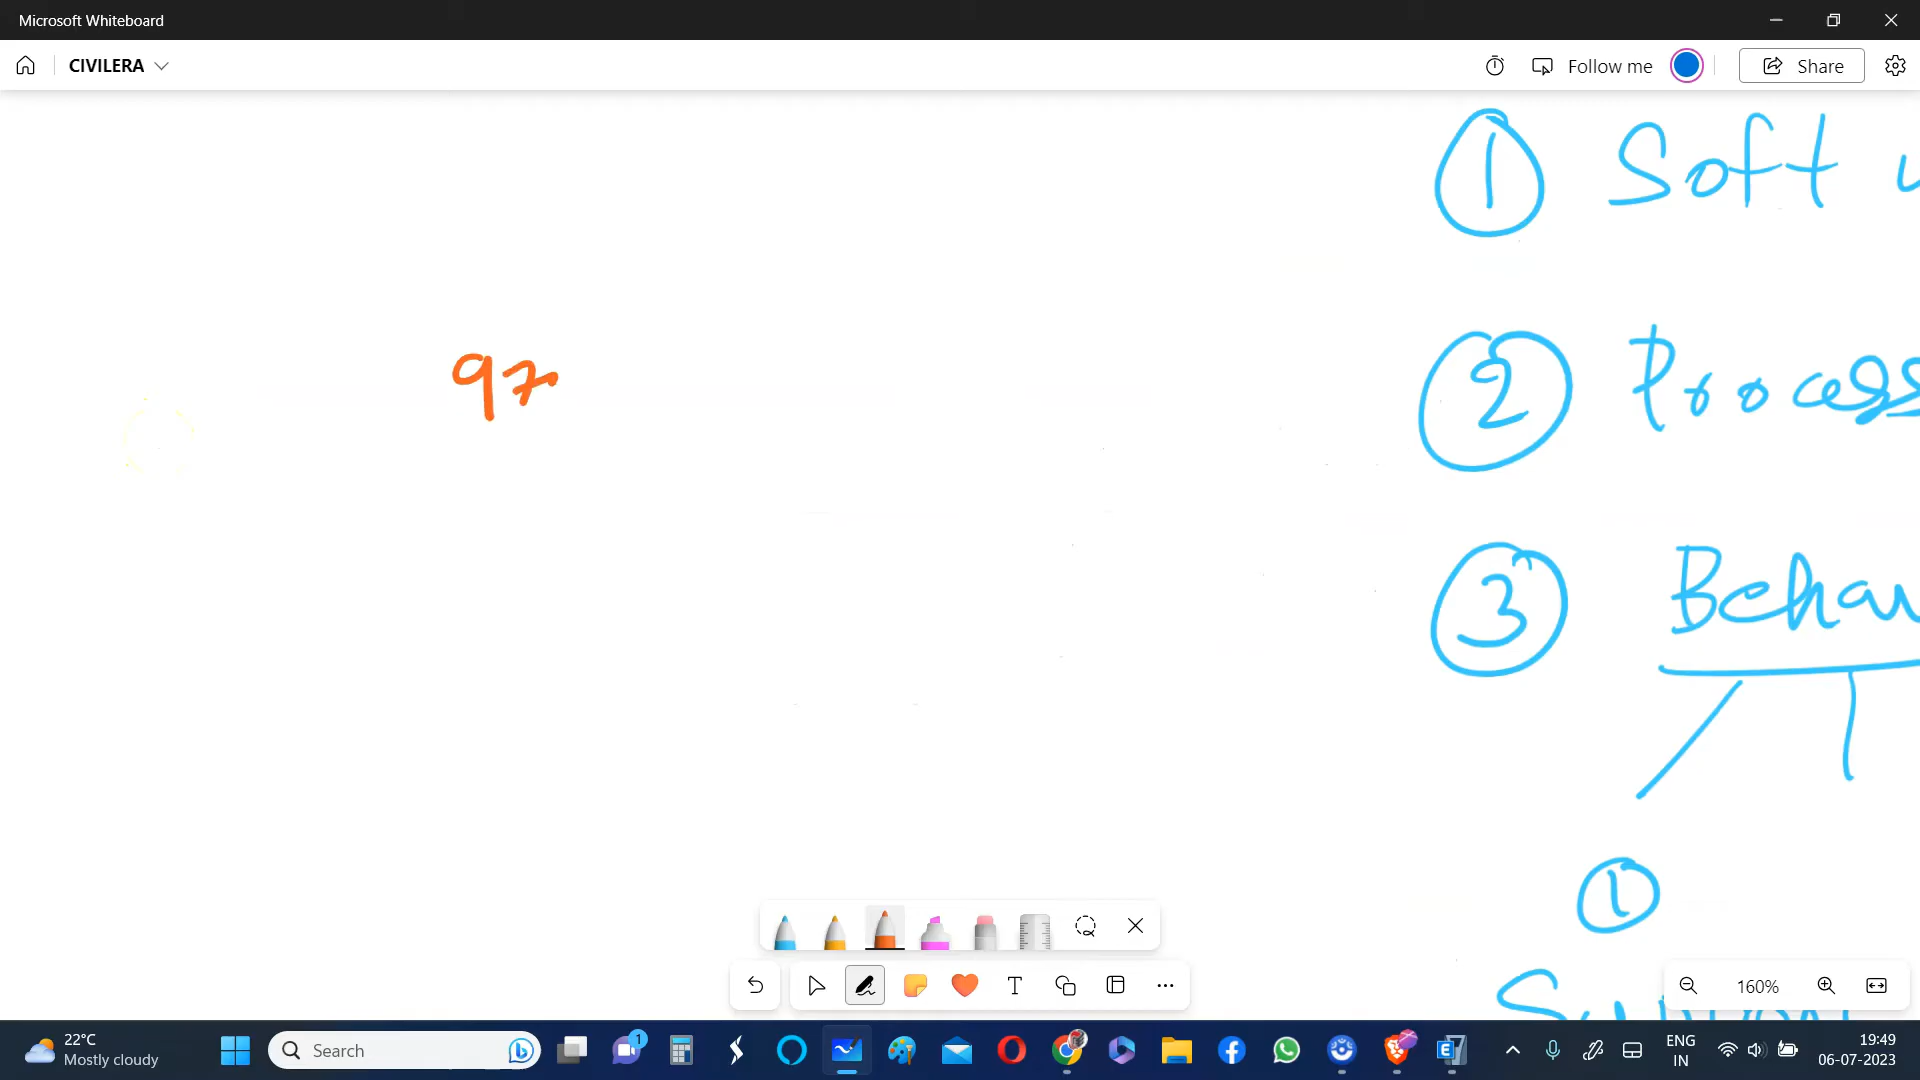 Microsoft Whiteboard
CIVILERA
Follow me
Share
1 Soft
97
2 Process
3 Behav
1
160%
22°C
Mostly cloudy
Search
1
ENG
IN
19:49
06-07-2023